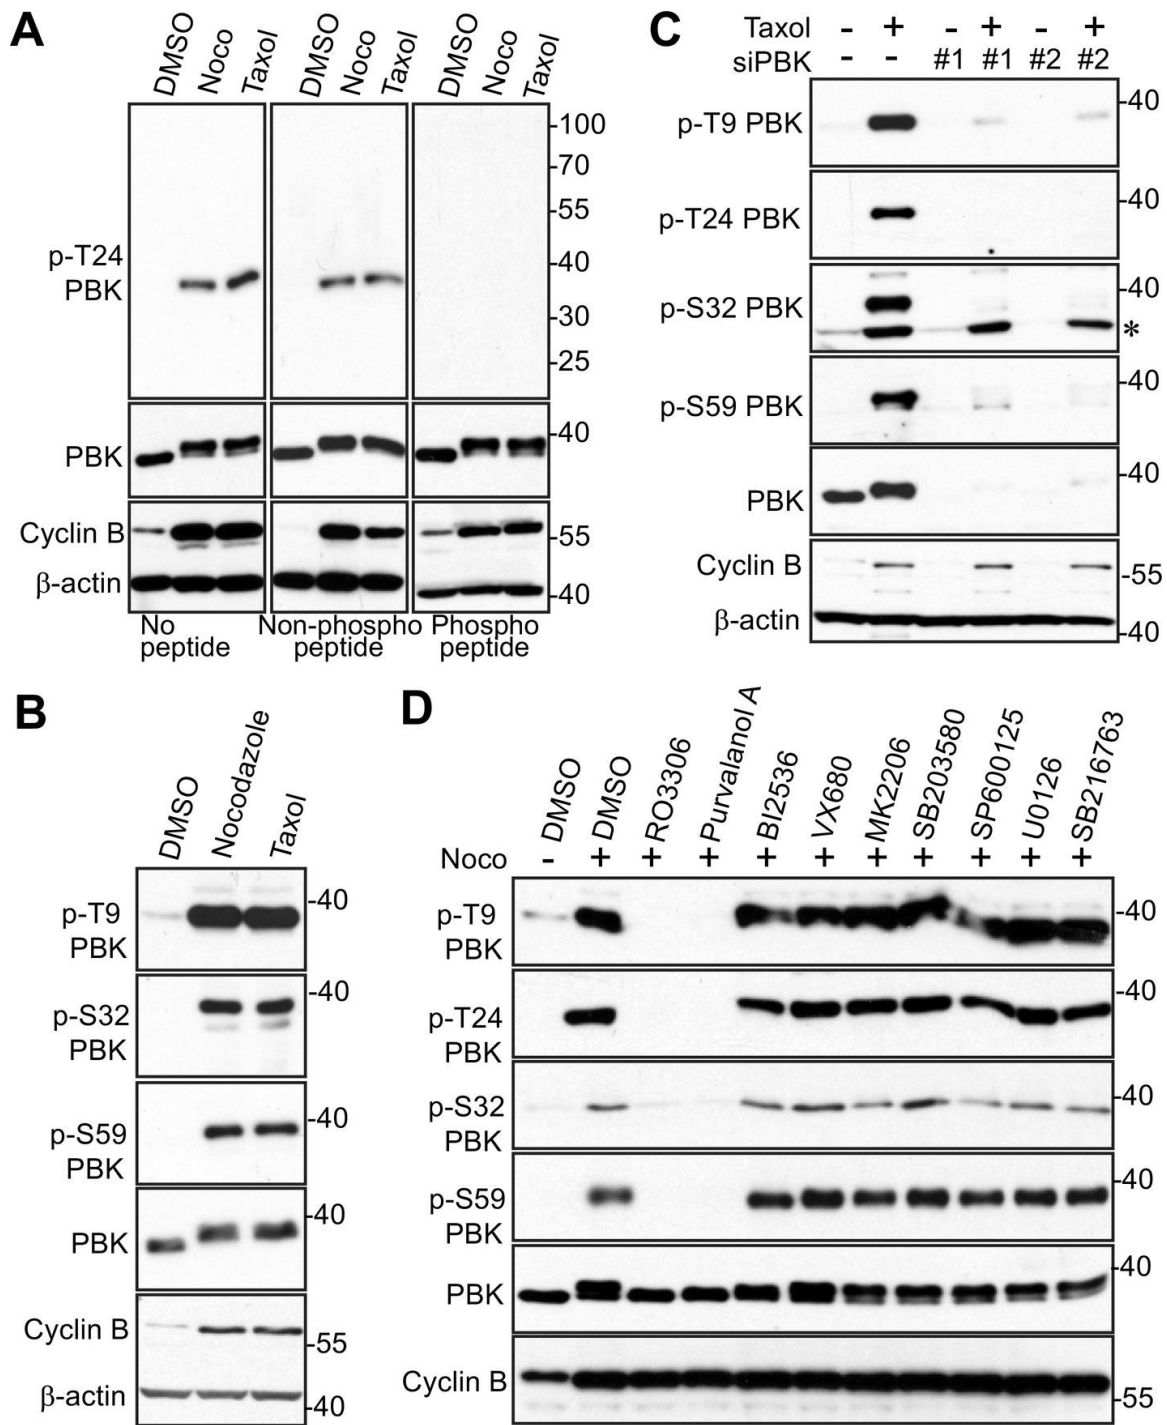 A
DMSO Noco Taxol DMSO Noco Taxol DMSO Noco Taxol
p-T24
PBK
-100
-70
-55
-40
-30
-25
PBK
-40
Cyclin B
-55
β-actin
-40
No
peptide
Non-phospho
peptide
Phospho
peptide
C
Taxol - + - + - +
siPBK - - #1 #1 #2 #2
p-T9 PBK
-40
p-T24 PBK
-40
p-S32 PBK
-40
*
p-S59 PBK
-40
PBK
-40
Cyclin B
-55
β-actin
-40
B
DMSO Nocodazole Taxol
p-T9
PBK
-40
p-S32
PBK
-40
p-S59
PBK
-40
PBK
-40
Cyclin B
-55
β-actin
-40
D
DMSO DMSO RO3306 Purvalanol A BI2536 VX680 MK2206 SB203580 SP600125 U0126 SB216763
Noco - + + + + + + + + + +
p-T9
PBK
-40
p-T24
PBK
-40
p-S32
PBK
-40
p-S59
PBK
-40
PBK
-40
Cyclin B
-55